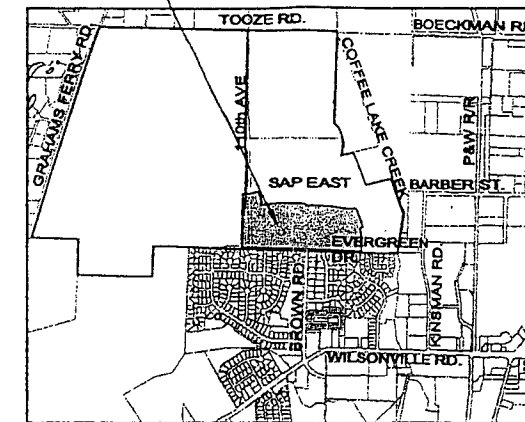 TOOZE RD.
BOECKMAN R
GRAHAMS FERRY RD.
110th AVE
COFFEE LAKE CREEK
P&W R/R
SAP EAST
BARBER ST.
EVERGREEN
DR.
BROWN RD.
KINSMAN RD.
WILSONVILLE RD.